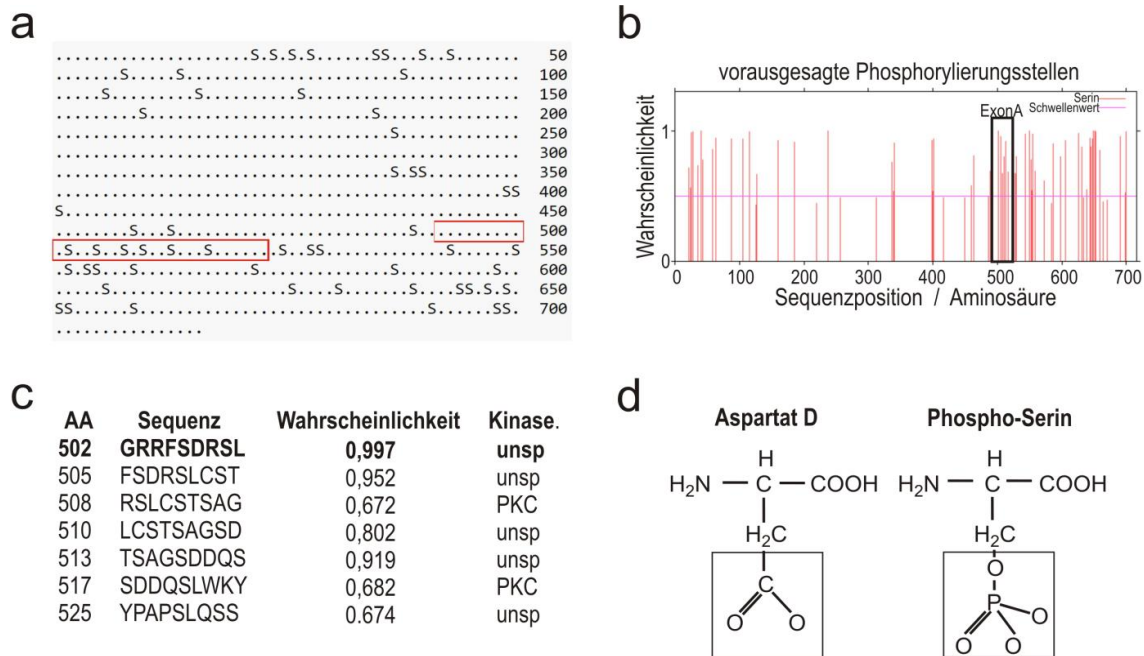 a
.....................S.S.S.S......SS..S...S....... 50
.......S.....S.......................S............ 100
.....S.........S..........S....................... 150
.........S........................S............... 200
....................................S............. 250
.................................................. 300
....................................S.SS.......... 350
................................................SS 400
S................................................. 450
........S...S.........................S........... 500
.S..S..S.S..S...S.......S..SS.............S......S 550
.S.SS...S............S..............S.......S..S.. 600
.....S...................S....S.......S..S.SS.S.S. 650
SS......S...............................S......SS. 700
................
b
vorausgesagte Phosphorylierungsstellen
Serin
Schwellenwert
ExonA
Wahrscheinlichkeit
1
0
0 100 200 300 400 500 600 700
Sequenzposition / Aminosäure
c
AA Sequenz Wahrscheinlichkeit Kinase.
502 GRRFSDRSL 0,997 unsp
505 FSDRSLCST 0,952 unsp
508 RSLCSTSAG 0,672 PKC
510 LCSTSAGSD 0,802 unsp
513 TSAGSDDQS 0,919 unsp
517 SDDQSLWKY 0,682 PKC
525 YPAPSLQSS 0.674 unsp
d
Aspartat D Phospho-Serin
H H
H₂N C COOH H₂N C COOH
H₂C H₂C
O
C P O
O O O O